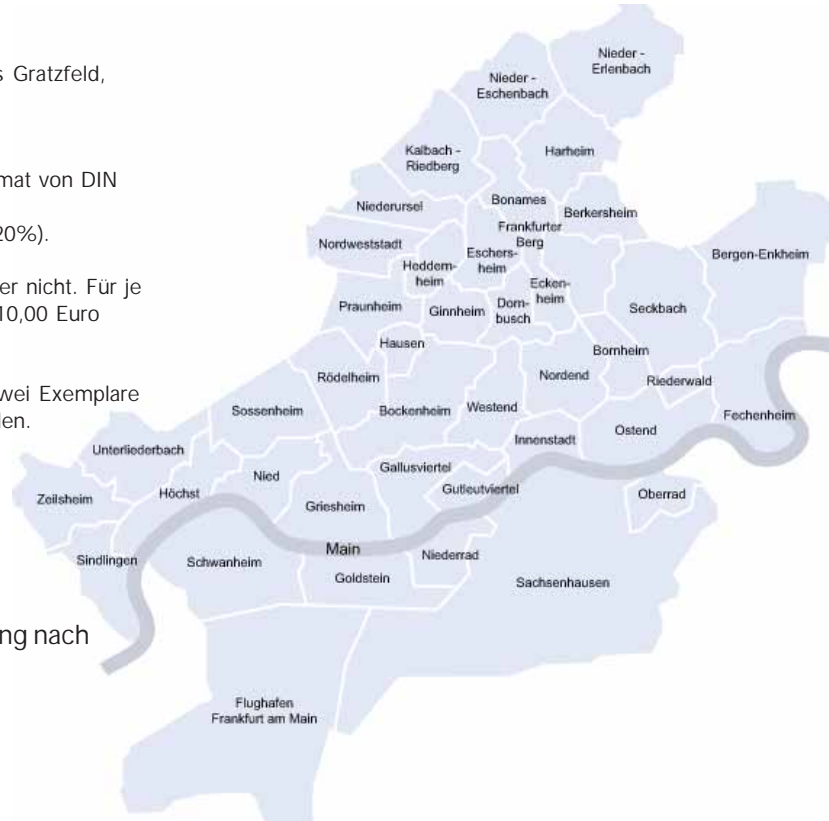 s Gratzfeld,
mat von DIN
20%).
er nicht. Für je
10,00 Euro
wei Exemplare
len.
ng nach
Nieder -
Erlenbach
Nieder -
Eschenbach
Kalbach -
Riedberg
Harheim
Niederursel
Bonames
Berkersheim
Frankfurter
Berg
Nordweststadt
Eschers-
heim
Bergen-Enkheim
Heddern-
heim
Ecken-
heim
Praunheim
Ginnheim
Dorn-
busch
Seckbach
Hausen
Bornheim
Rödelheim
Nordend
Riederwald
Sossenheim
Bockenheim
Westend
Fechenheim
Ostend
Innenstadt
Unterliederbach
Gallusviertel
Nied
Zeilsheim
Höchst
Gutleutviertel
Oberrad
Griesheim
Main
Niederrad
Sindlingen
Schwanheim
Goldstein
Sachsenhausen
Flughafen
Frankfurt am Main